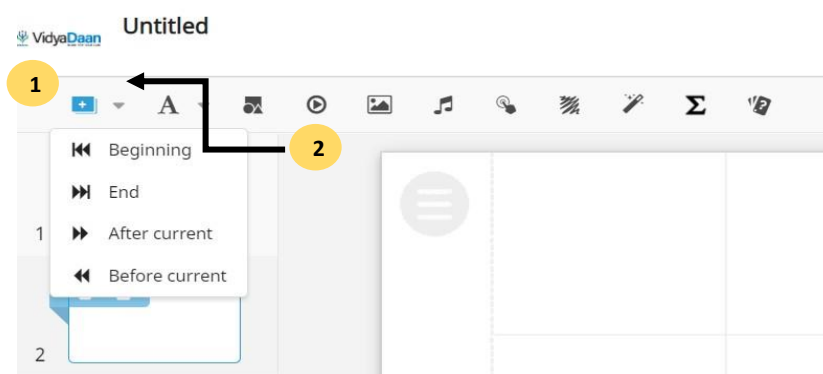 Untitled
VidyaDaan
1
A
Σ
?
2
Beginning
End
After current
Before current
1
2